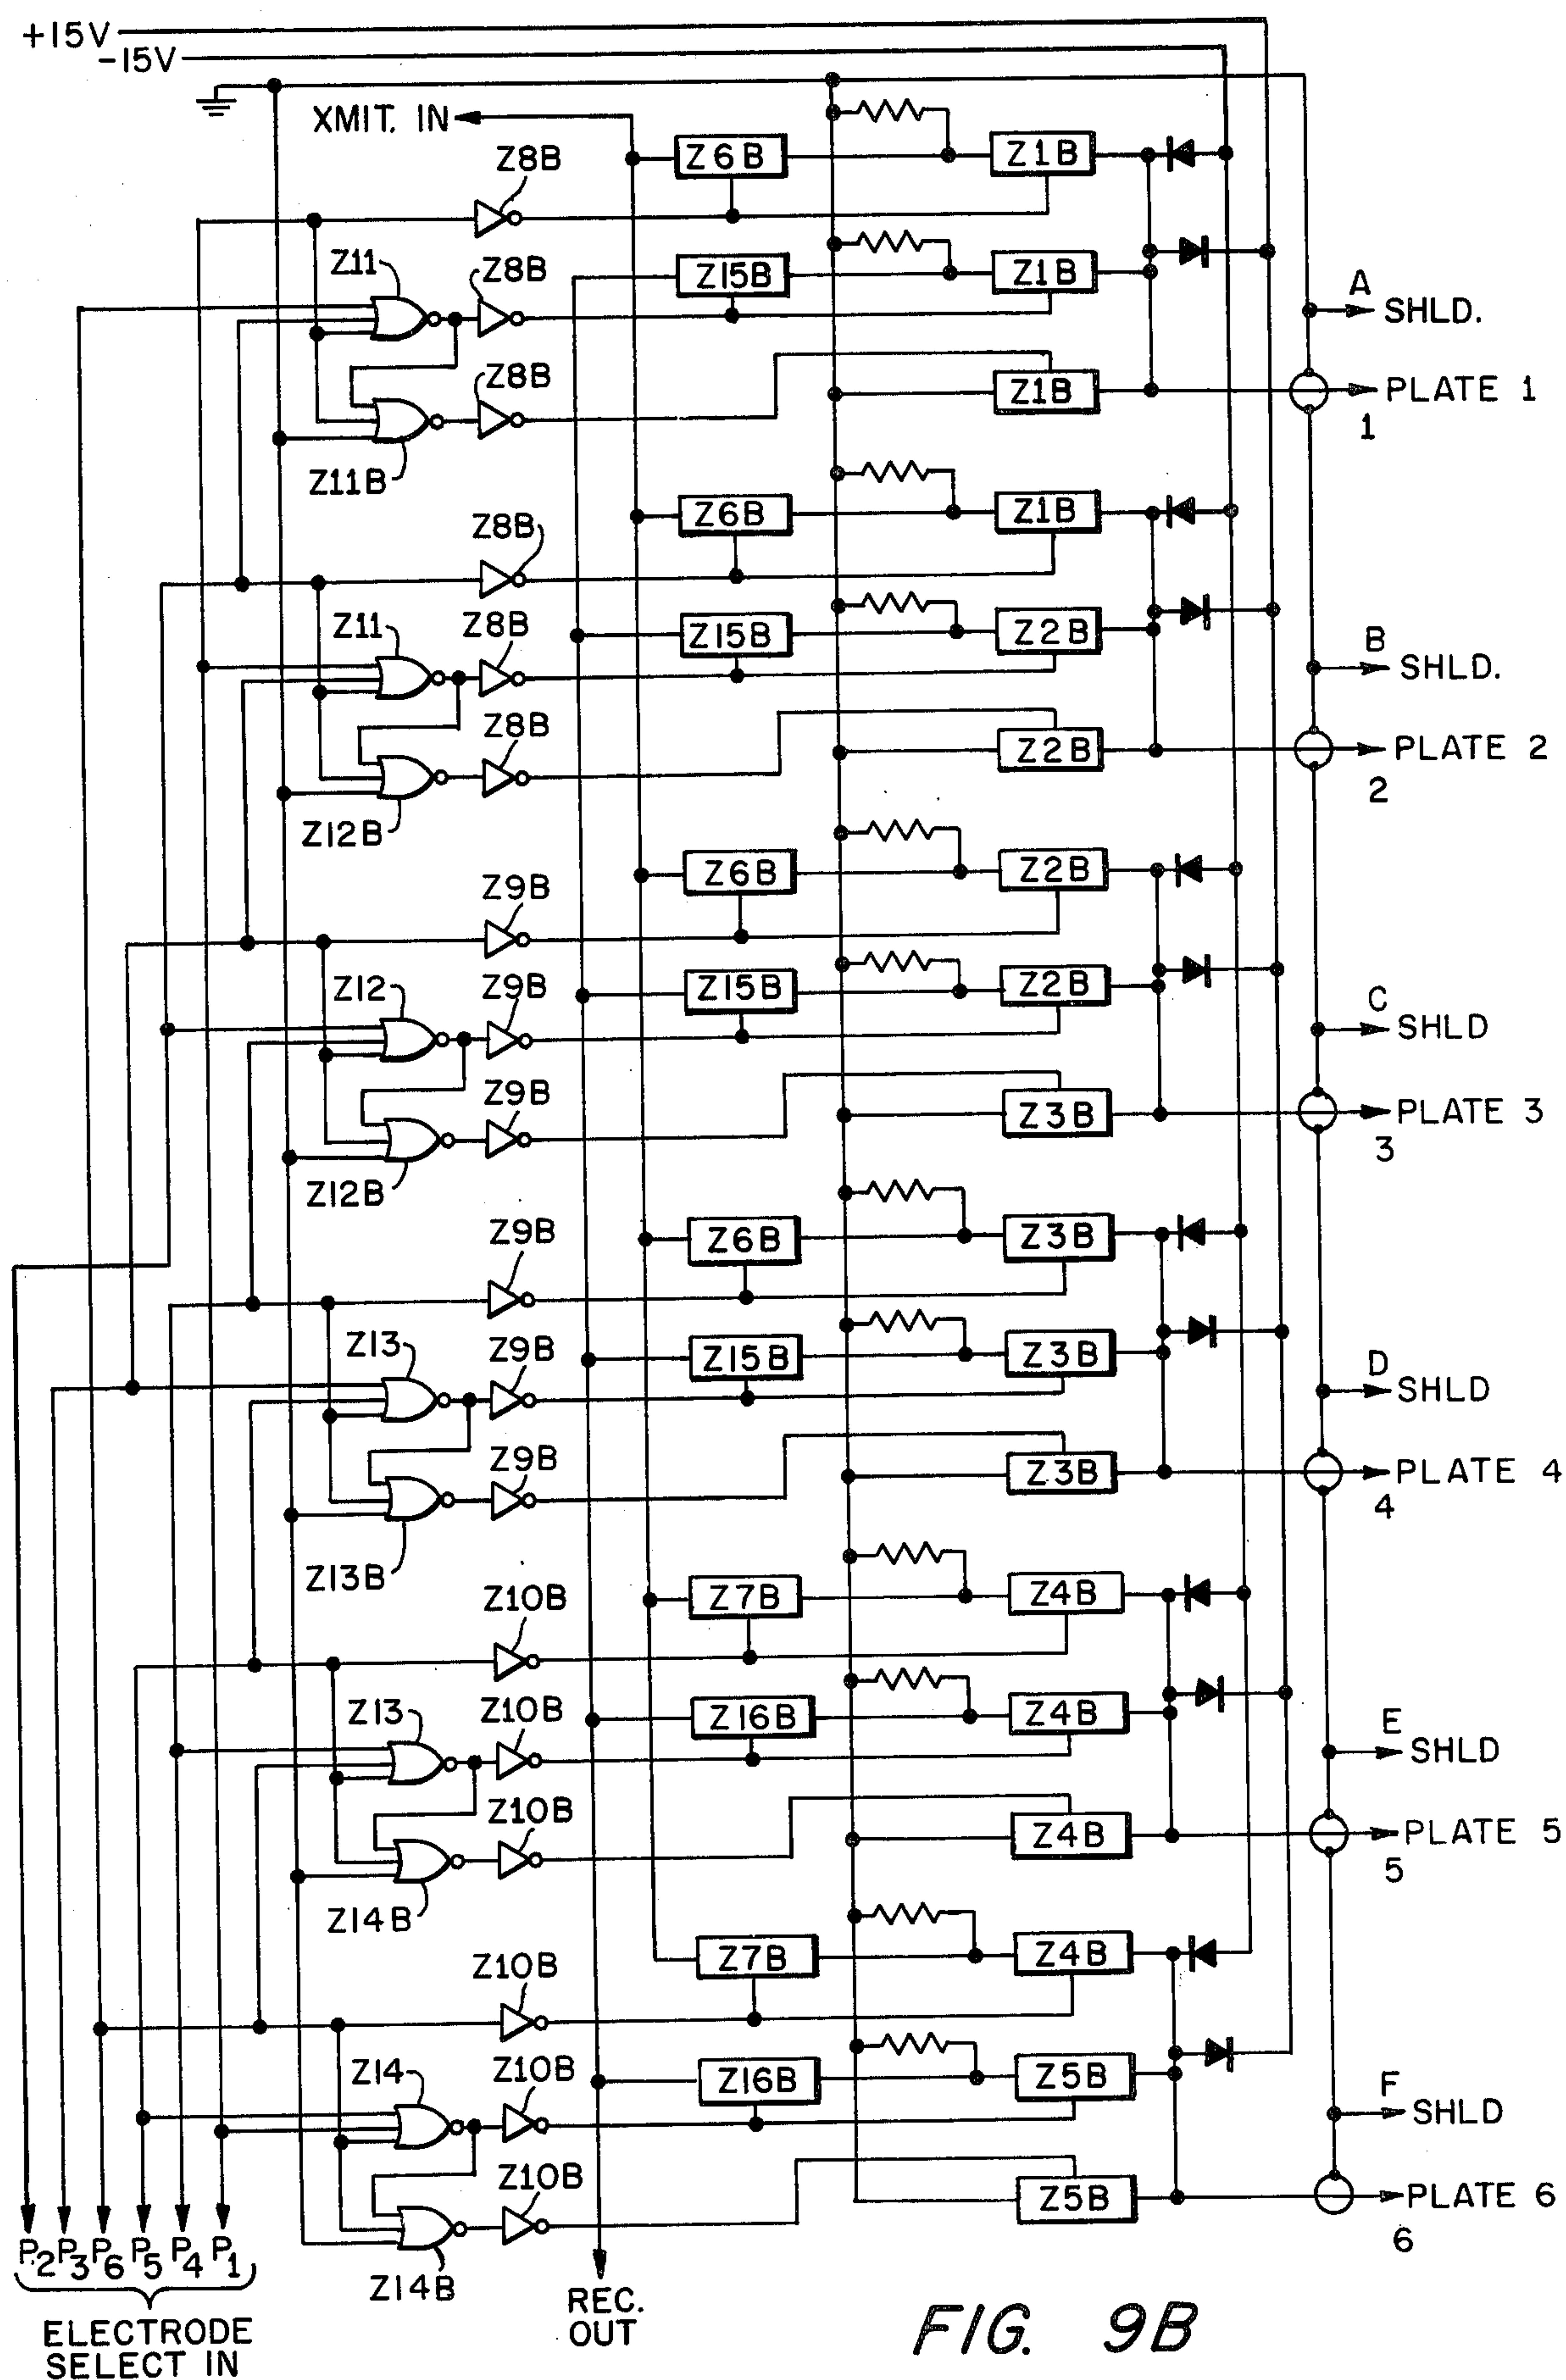 +15V
-15V
XMIT. IN
Z8B
Z6B
Z1B
Z11
Z8B
Z15B
Z1B
A
SHLD.
Z8B
Z1B
PLATE 1
1
Z11B
Z8B
Z6B
Z1B
Z11
Z8B
Z15B
Z2B
B
SHLD.
Z8B
Z2B
PLATE 2
2
Z12B
Z9B
Z6B
Z2B
Z12
Z9B
Z15B
Z2B
C
SHLD
Z9B
Z3B
PLATE 3
3
Z12B
Z9B
Z6B
Z3B
Z13
Z9B
Z15B
Z3B
D
SHLD
Z9B
Z3B
PLATE 4
4
Z13B
Z10B
Z7B
Z4B
Z13
Z10B
Z16B
Z4B
E
SHLD
Z10B
Z4B
PLATE 5
5
Z14B
Z10B
Z7B
Z4B
Z14
Z10B
Z16B
Z5B
F
SHLD
Z10B
Z5B
PLATE 6
6
P2 P3 P6 P5 P4 P1
Z14B
ELECTRODE
SELECT IN
REC.
OUT
FIG. 9B